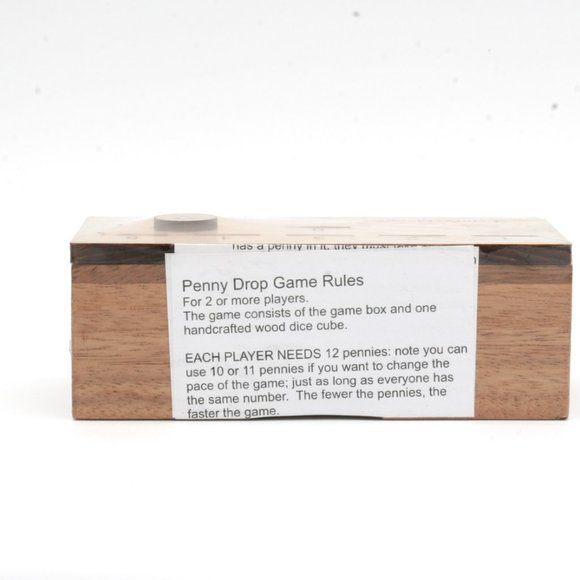 has a penny in it, they must
Penny Drop Game Rules
For 2 or more players.
The game consists of the game box and one
handcrafted wood dice cube.
EACH PLAYER NEEDS 12 pennies: note you can
use 10 or 11 pennies if you want to change the
pace of the game; just as long as everyone has
the same number.  The fewer the pennies, the
faster the game.